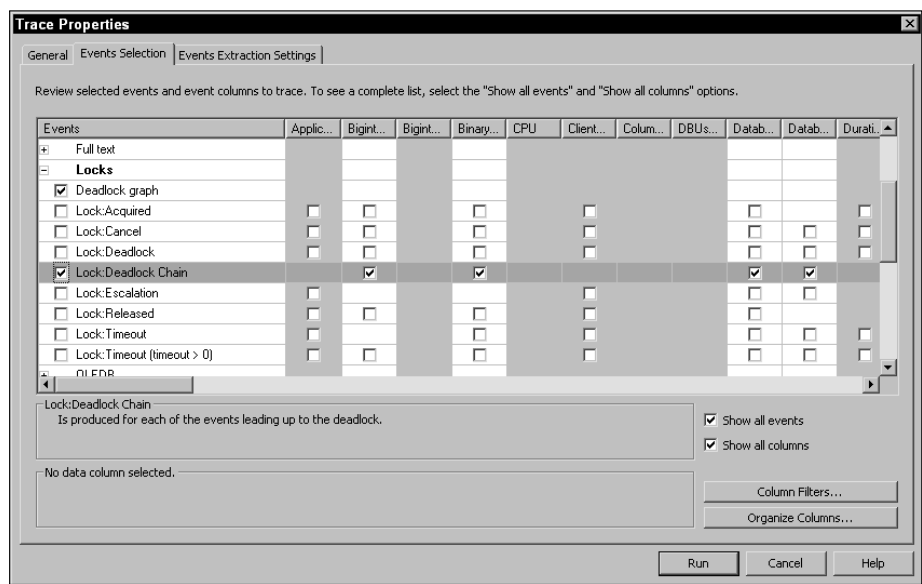 Trace Properties
General Events Selection Events Extraction Settings
Review selected events and event columns to trace. To see a complete list, select the "Show all events" and "Show all columns" options.
Events Applic... Bigint... Bigint... Binary... CPU Client... Colum... DBUs... Datab... Datab... Durati...
Full text
Locks
Deadlock graph
Lock:Acquired
Lock:Cancel
Lock:Deadlock
Lock:Deadlock Chain
Lock:Escalation
Lock:Released
Lock:Timeout
Lock:Timeout (timeout > 0)
OLEDB
Lock:Deadlock Chain
Is produced for each of the events leading up to the deadlock.
Show all events
Show all columns
No data column selected.
Column Filters...
Organize Columns...
Run Cancel Help